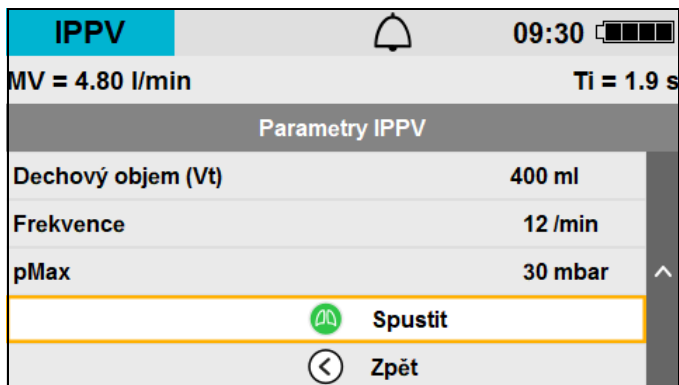 IPPV 09:30
MV = 4.80 l/min Ti = 1.9 s
Parametry IPPV
Dechový objem (Vt) 400 ml
Frekvence 12 /min
pMax 30 mbar
Spustit
Zpět